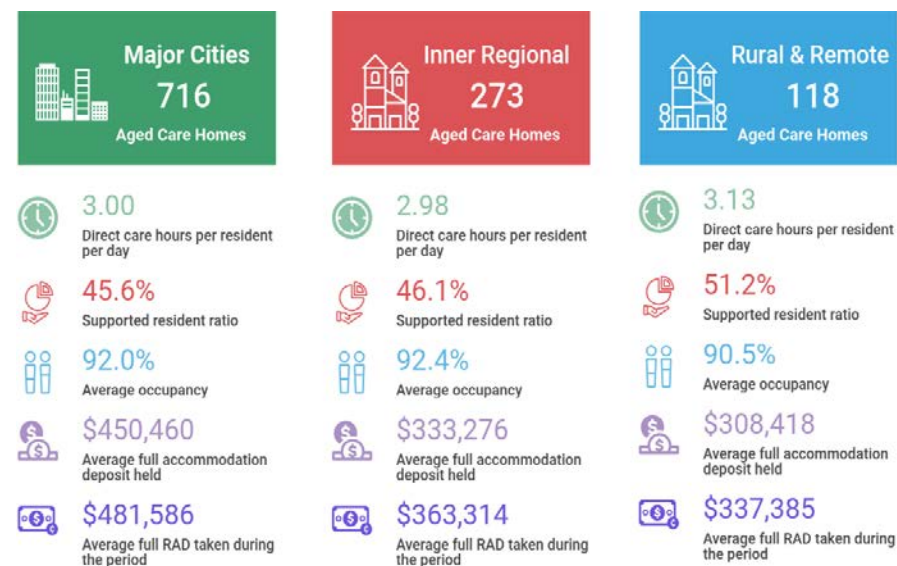 Major Cities
716
Aged Care Homes
3.00
Direct care hours per resident
per day
45.6%
Supported resident ratio
92.0%
Average occupancy
$450,460
Average full accommodation
deposit held
$481,586
Average full RAD taken during
the period
Inner Regional
273
Aged Care Homes
2.98
Direct care hours per resident
per day
46.1%
Supported resident ratio
92.4%
Average occupancy
$333,276
Average full accommodation
deposit held
$363,314
Average full RAD taken during
the period
Rural & Remote
118
Aged Care Homes
3.13
Direct care hours per resident
per day
51.2%
Supported resident ratio
90.5%
Average occupancy
$308,418
Average full accommodation
deposit held
$337,385
Average full RAD taken during
the period